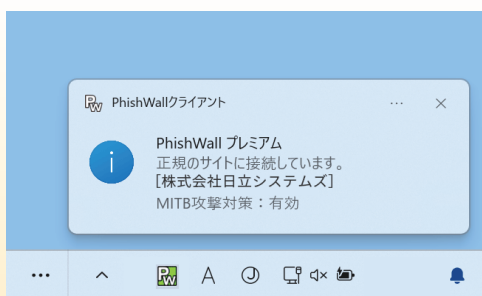 PW PhishWallクライアント
PhishWall プレミアム
正規のサイトに接続しています。
[株式会社日立システムズ]
MITB攻撃対策：有効
PW A J